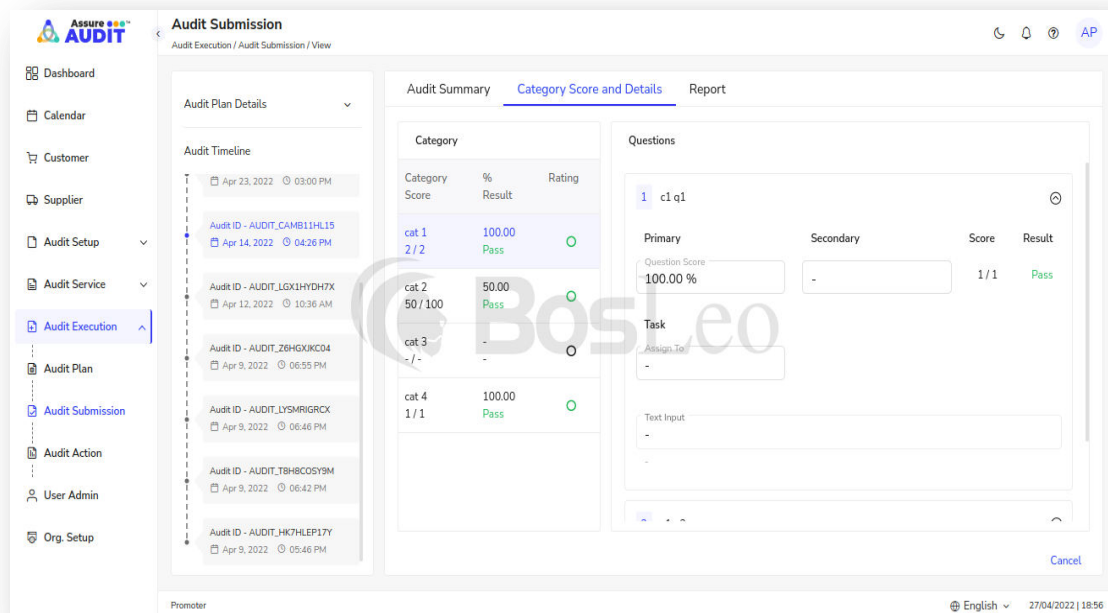 Assure
AUDIT
Audit Submission
Audit Execution / Audit Submission / View
AP
Dashboard
Calendar
Customer
Supplier
Audit Setup
Audit Service
Audit Execution
Audit Plan
Audit Submission
Audit Action
User Admin
Org. Setup
Audit Plan Details
Audit Timeline
Apr 23, 2022 03:00 PM
Audit ID - AUDIT_CAMB11HL15
Apr 14, 2022 04:26 PM
Audit ID - AUDIT_LGX1HYDH7X
Apr 12, 2022 10:36 AM
Audit ID - AUDIT_Z6HGXJKC04
Apr 9, 2022 06:55 PM
Audit ID - AUDIT_LYSMRIGRCX
Apr 9, 2022 06:46 PM
Audit ID - AUDIT_T8H8COSY9M
Apr 9, 2022 06:42 PM
Audit ID - AUDIT_HK7HLEP17Y
Apr 9, 2022 05:46 PM
Audit Summary Category Score and Details Report
Category
Category Score % Result Rating
cat 1 100.00
2 / 2 Pass
cat 2 50.00
50 / 100 Pass
cat 3 -
- / - -
cat 4 100.00
1 / 1 Pass
Questions
1 c1 q1
Primary Secondary Score Result
Question Score
100.00 % - 1 / 1 Pass
Task
Assign To
-
Text Input
-
-
Cancel
BosLeo
Promoter
English 27/04/2022 | 18:56